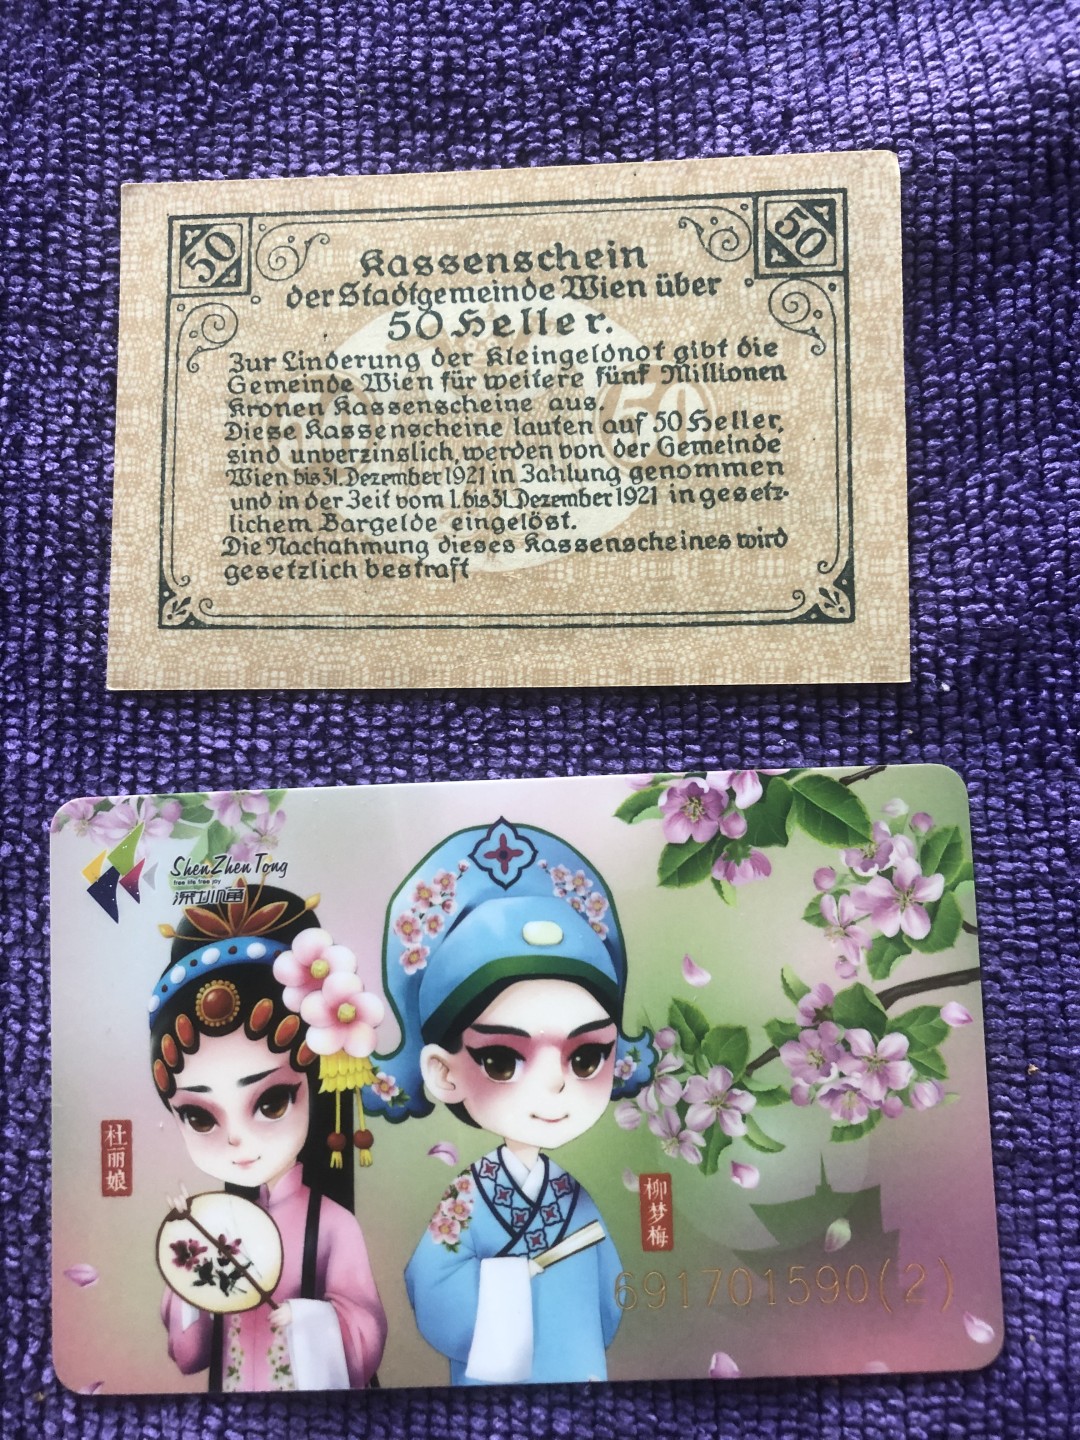 50
50
Kassenschein
der Stadtgemeinde Wien über
50 Heller.
Zur Linderung der Kleingeldnot gibt die
Gemeinde Wien für weitere fünf Millionen
Kronen Kassenscheine aus.
Diese Kassenscheine lauten auf 50 Heller,
sind unverzinslich, werden von der Gemeinde
Wien bis 31. Dezember 1921 in Zahlung genommen
und in der Zeit vom 1. bis 31. Dezember 1921 in gesetz-
lichem Bargelde eingelöst.
Die Nachahmung dieses Kassenscheines wird
gesetzlich bestraft
50
ShenZhenTong
free life free joy
深圳通
杜丽娘
柳梦梅
691701590(2)